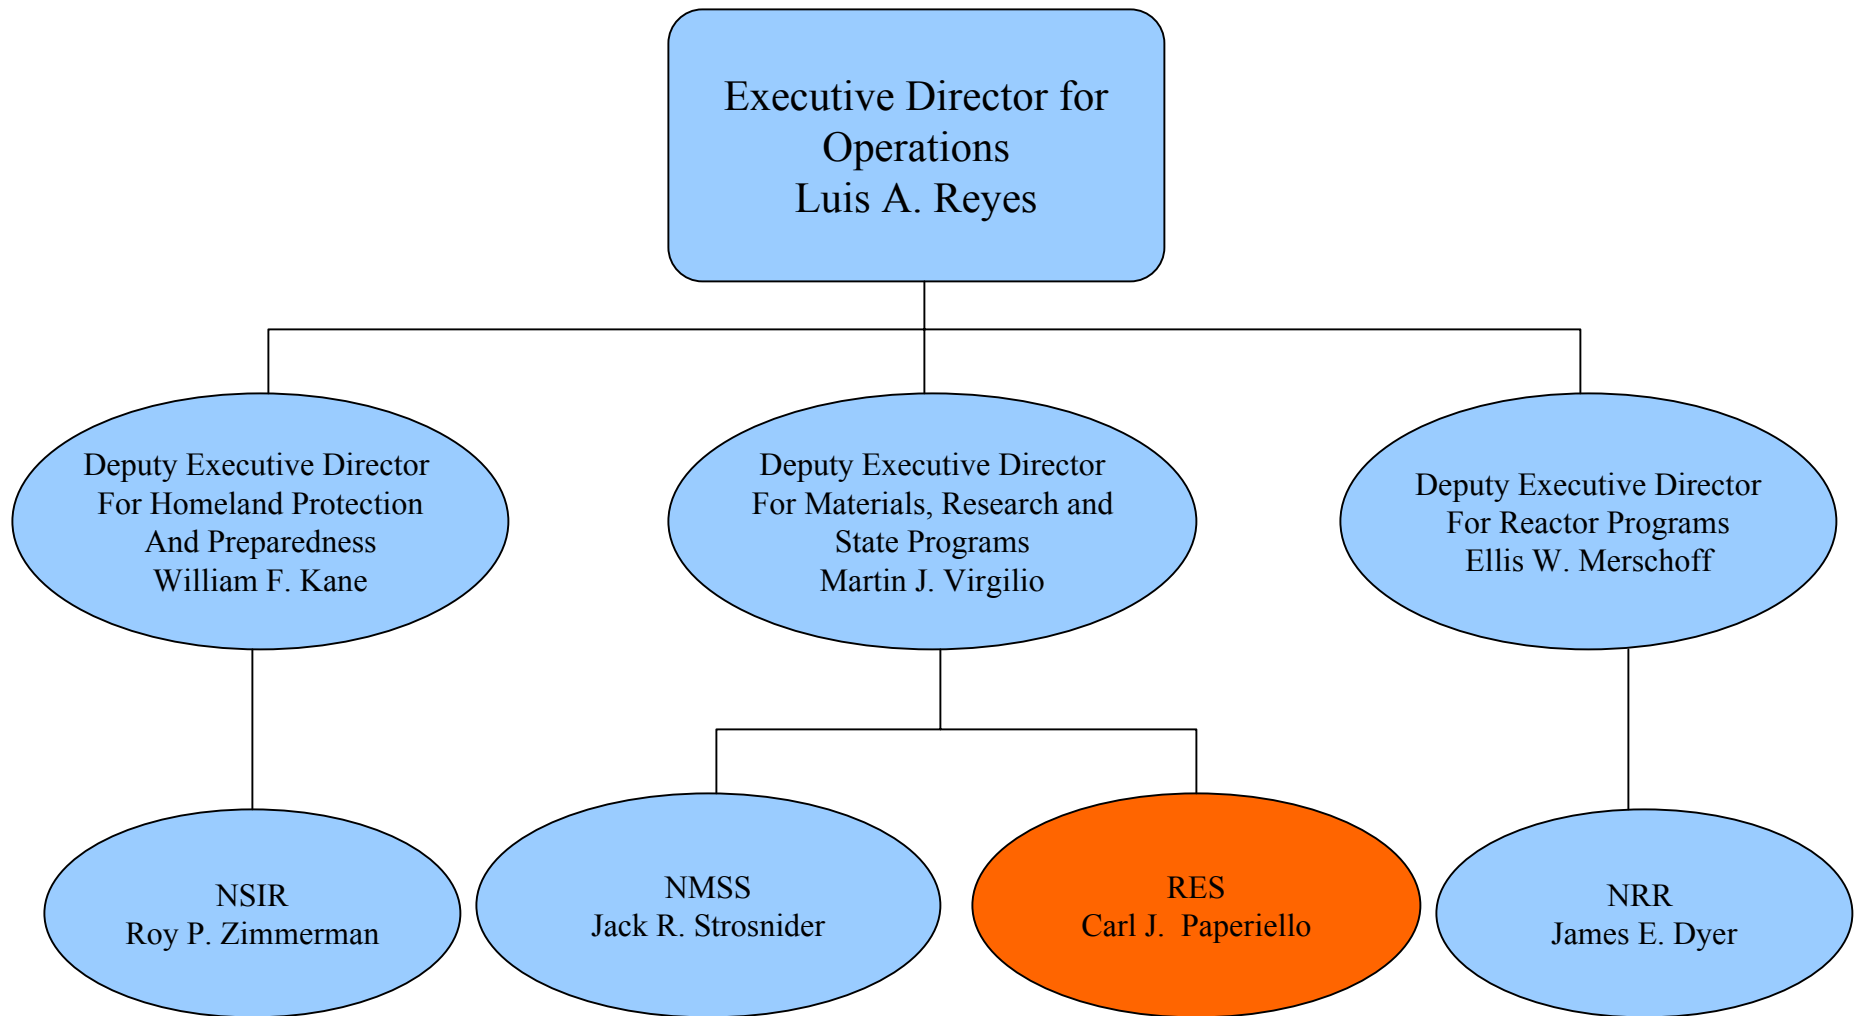 Executive Director for
Operations
Luis A. Reyes
Deputy Executive Director
For Homeland Protection
And Preparedness
William F. Kane
Deputy Executive Director
For Materials, Research and
State Programs
Martin J. Virgilio
Deputy Executive Director
For Reactor Programs
Ellis W. Merschoff
NSIR
Roy P. Zimmerman
NMSS
Jack R. Strosnider
RES
Carl J.  Paperiello
NRR
James E. Dyer